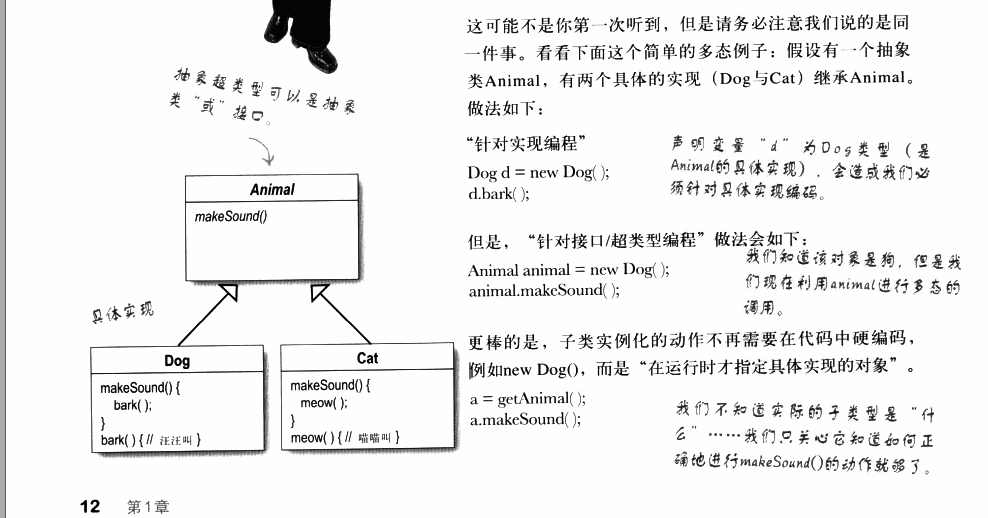 这可能不是你第一次听到，但是请务必注意我们说的是同
一件事。看看下面这个简单的多态例子：假设有一个抽象
类Animal，有两个具体的实现（Dog与Cat）继承Animal。
做法如下：
“针对实现编程”
Dog d = new Dog( );
d.bark( );
声明变量“d”为Dog类型（是
Animal的具体实现），会造成我们必
须针对具体实现编码。
但是，“针对接口/超类型编程”做法会如下：
Animal animal = new Dog( );
animal.makeSound( );
我们知道该对象是狗，但是我
们现在利用animal进行多态的
调用。
更棒的是，子类实例化的动作不再需要在代码中硬编码，
例如new Dog()，而是“在运行时才指定具体实现的对象”。
a = getAnimal( );
a.makeSound( );
我们不知道实际的子类型是“什
么”……我们只关心它知道如何正
确地进行makeSound()的动作就够了。
抽象超类型可以是抽象
类“或”接口。
Animal
makeSound()
具体实现
Dog
makeSound() {
bark( );
}
bark( ) { // 汪汪叫 }
Cat
makeSound() {
meow( );
}
meow( ) { // 喵喵叫 }
12 第1章